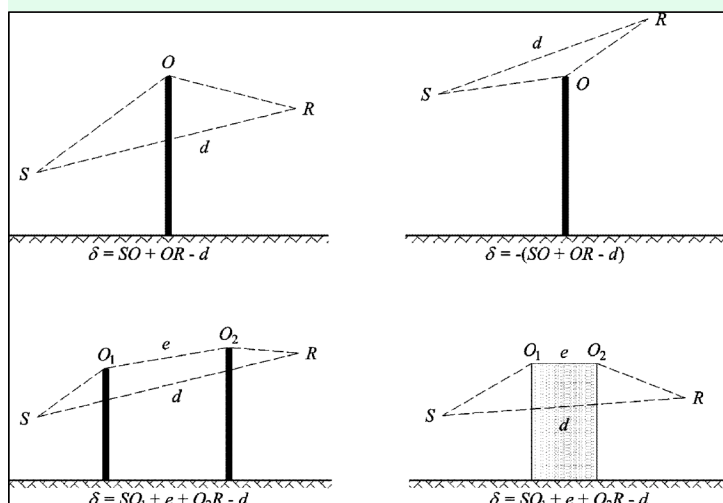 O
S
R
d
δ = SO + OR - d
R
d
S
O
δ = -(SO + OR - d)
O₁
e
O₂
R
S
d
δ = SO₁ + e + O₂R - d
O₁
e
O₂
S
R
d
δ = SO₁ + e + O₂R - d